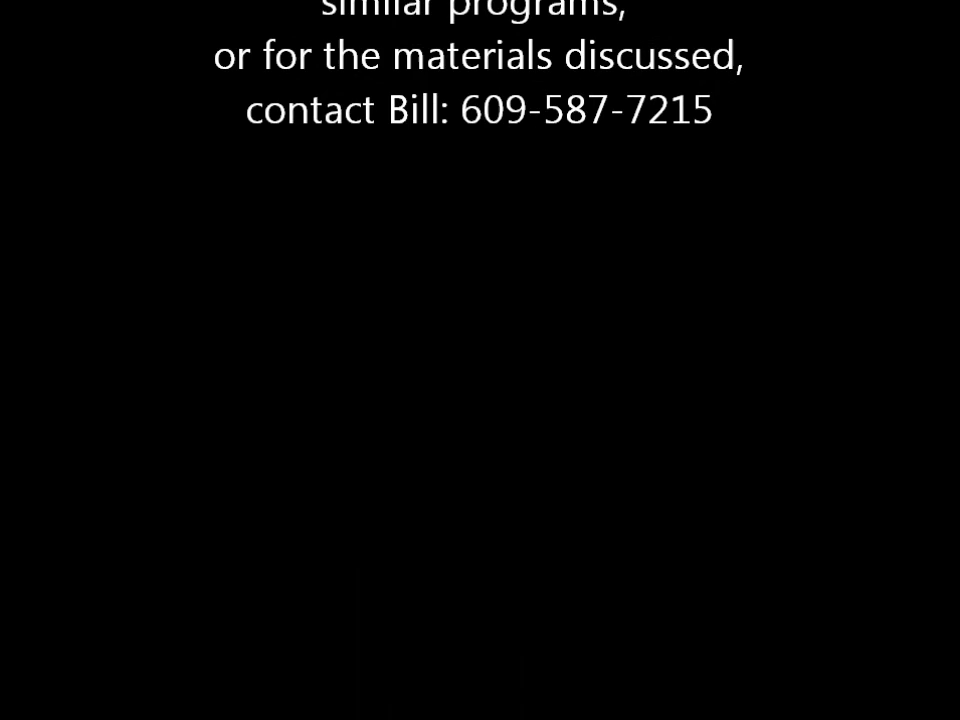 similar programs,
or for the materials discussed,
contact Bill: 609-587-7215